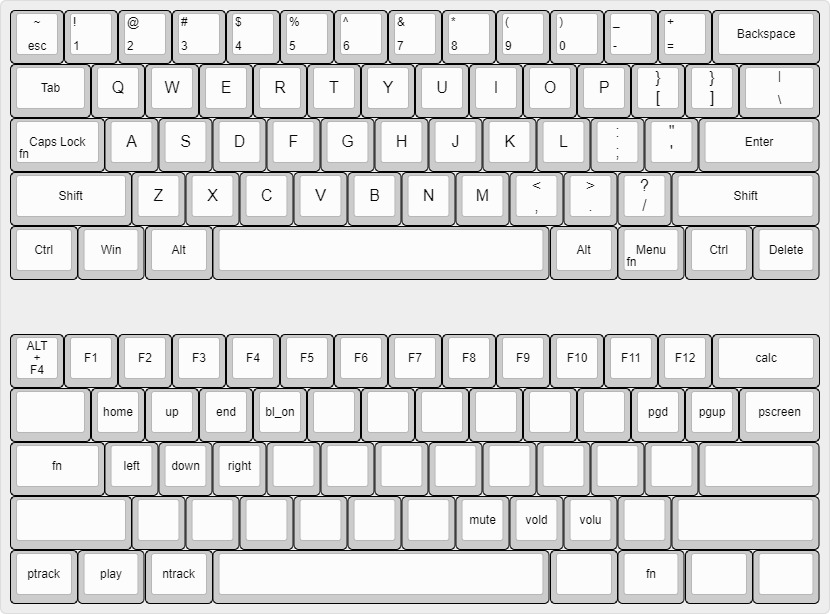 ~ ! @ # $ % ^ & * ( ) _ +
esc 1 2 3 4 5 6 7 8 9 0 - = Backspace
Tab Q W E R T Y U I O P } [ } ] | \
Caps Lock fn A S D F G H J K L : ; " ' Enter
Shift Z X C V B N M < , > . ? / Shift
Ctrl Win Alt Alt Menu fn Ctrl Delete
ALT + F4 F1 F2 F3 F4 F5 F6 F7 F8 F9 F10 F11 F12 calc
home up end bl_on pgd pgup pscreen
fn left down right
mute vold volu
ptrack play ntrack fn